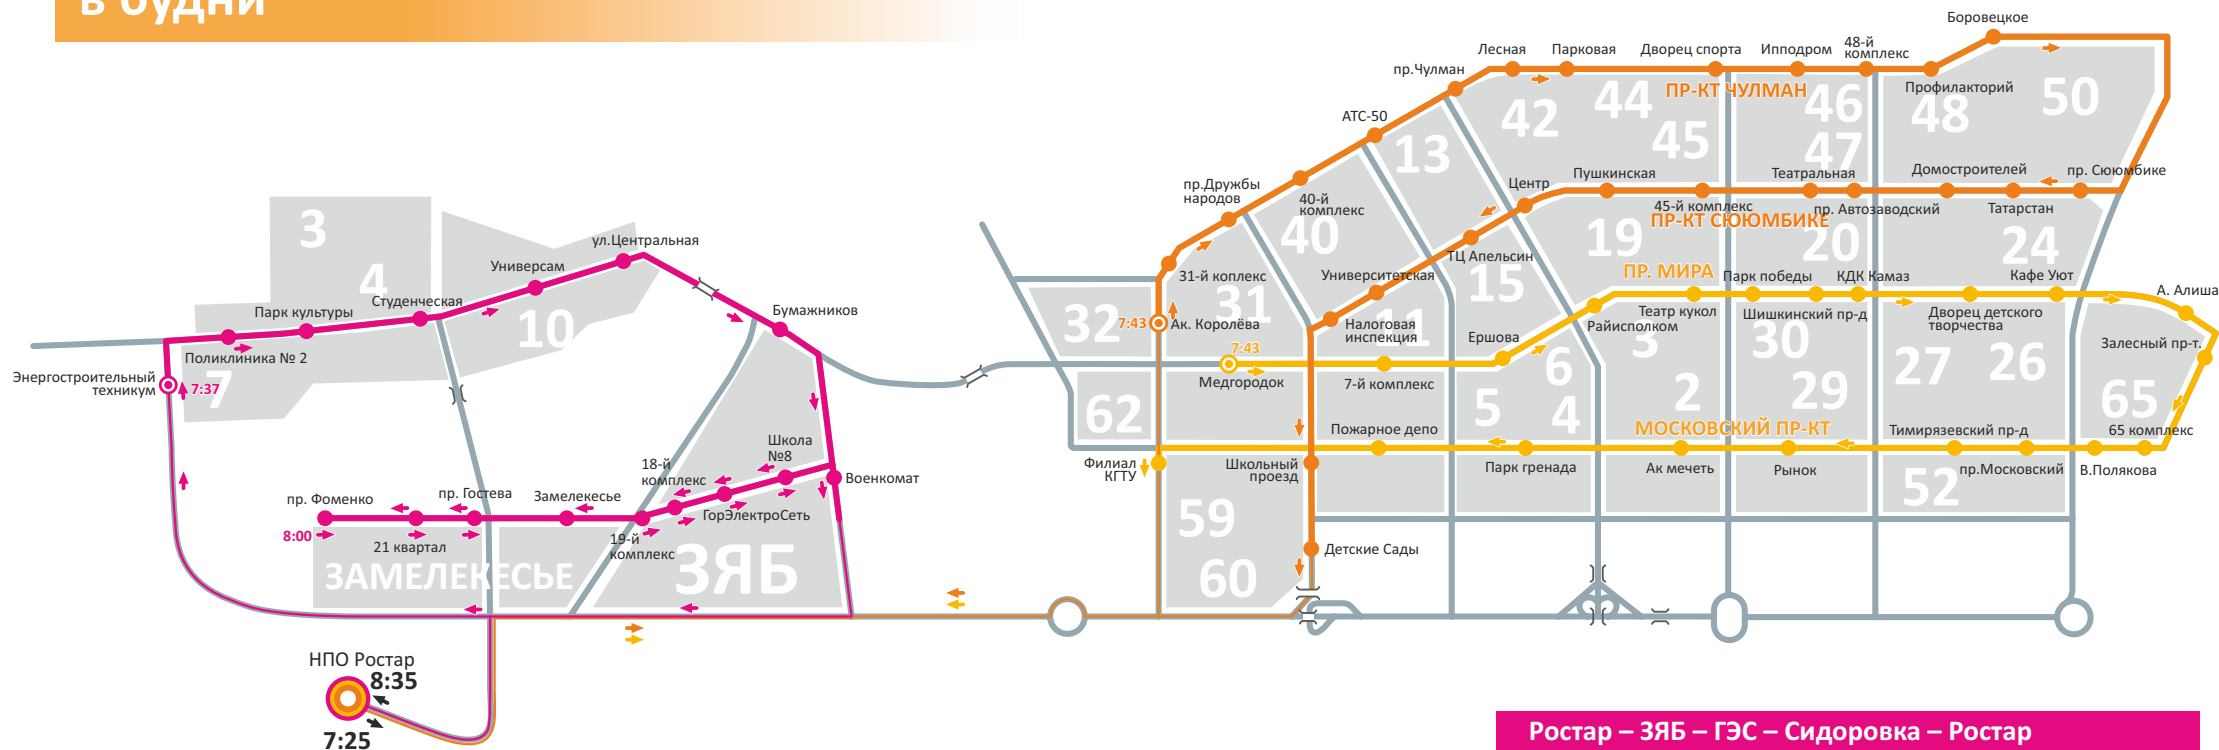 в будни
Боровецкое
Лесная
Парковая
Дворец спорта
Ипподром
48-й
комплекс
пр.Чулман
Профилакторий
ПР-КТ ЧУЛМАН
42
44
45
46
47
48
50
АТС-50
13
пр.Дружбы
народов
40-й
комплекс
40
Центр
Пушкинская
45-й комплекс
Театральная
пр. Автозаводский
Домостроителей
Татарстан
пр. Сююмбике
ПР-КТ СЮЮМБИКЕ
19
20
24
ТЦ Апельсин
15
Университетская
31-й коплекс
31
32
7:43
Ак. Королёва
Налоговая
инспекция
11
ПР. МИРА
Парк победы
КДК Камаз
Кафе Уют
А. Алиша
Театр кукол
Шишкинский пр-д
Дворец детского
творчества
Райисполком
Залесный пр-т.
Ершова
7:43
Медгородок
7-й комплекс
3
30
27
26
6
5
4
2
29
65
62
МОСКОВСКИЙ ПР-КТ
Пожарное депо
Парк гренада
Ак мечеть
Рынок
Тимирязевский пр-д
пр.Московский
65 комплекс
В.Полякова
52
Филиал
КГТУ
Школьный
проезд
59
60
Детские Сады
3
4
7
10
ул.Центральная
Универсам
Студенческая
Парк культуры
Поликлиника № 2
Бумажников
Энергостроительный
техникум
7:37
Школа
№8
18-й
комплекс
Военкомат
ГорЭлектроСеть
19-й
комплекс
Замелекесье
пр. Гостева
пр. Фоменко
21 квартал
8:00
ЗАМЕЛЕКЕСЬЕ
ЗЯБ
НПО Ростар
8:35
7:25
Ростар – ЗЯБ – ГЭС – Сидоровка – Ростар